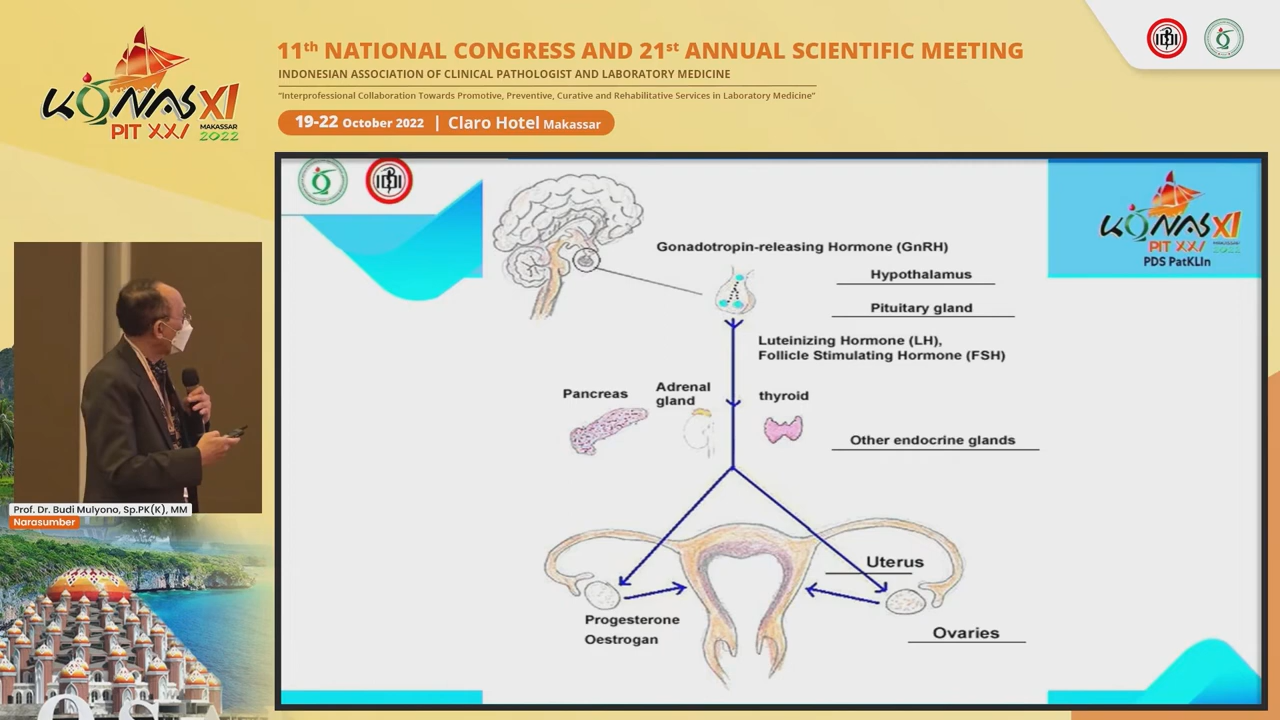 KONAS XI
PIT XXI
MAKASSAR
2022
11th NATIONAL CONGRESS AND 21st ANNUAL SCIENTIFIC MEETING
INDONESIAN ASSOCIATION OF CLINICAL PATHOLOGIST AND LABORATORY MEDICINE
"Interprofessional Collaboration Towards Promotive, Preventive, Curative and Rehabilitative Services in Laboratory Medicine"
19-22 October 2022 | Claro Hotel Makassar
KONAS XI
PIT XXI
PDS PatKLIn
Gonadotropin-releasing Hormone (GnRH)
Hypothalamus
Pituitary gland
Luteinizing Hormone (LH),
Follicle Stimulating Hormone (FSH)
Pancreas
Adrenal
gland
thyroid
Other endocrine glands
Uterus
Progesterone
Oestrogan
Ovaries
Prof. Dr. Budi Mulyono, Sp.PK(K), MM
Narasumber